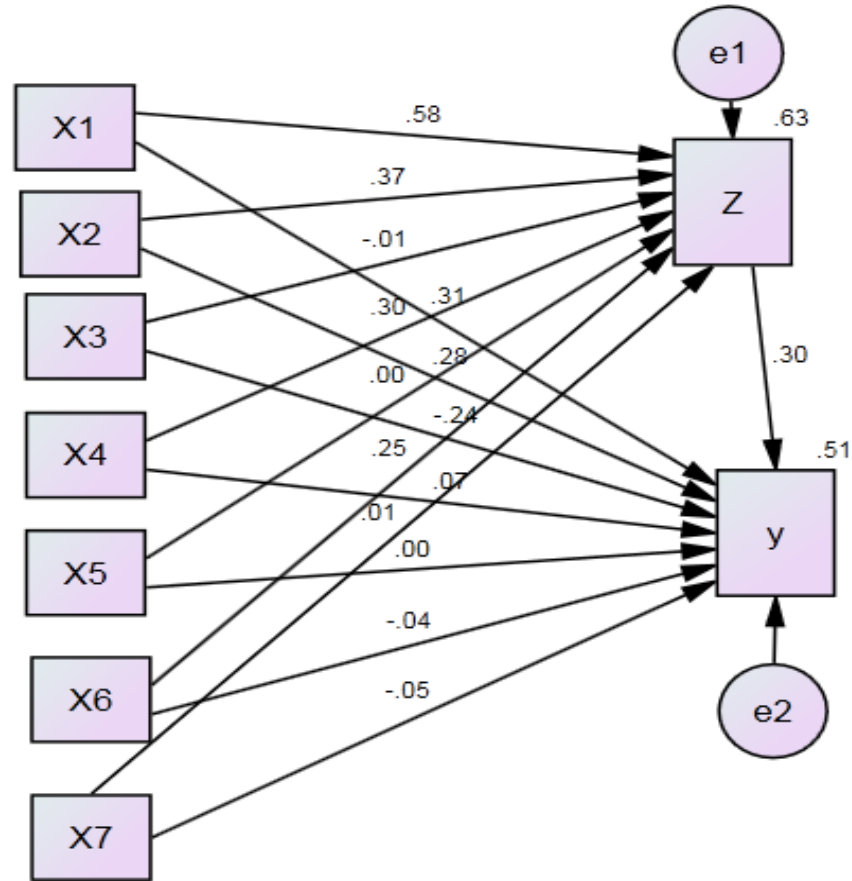 e1
X1
.58
.63
X2
.37
Z
-.01
X3
.30
.31
.28
.30
.00
-.24
X4
.25
.07
.51
.01
X5
.00
y
-.04
X6
-.05
e2
X7